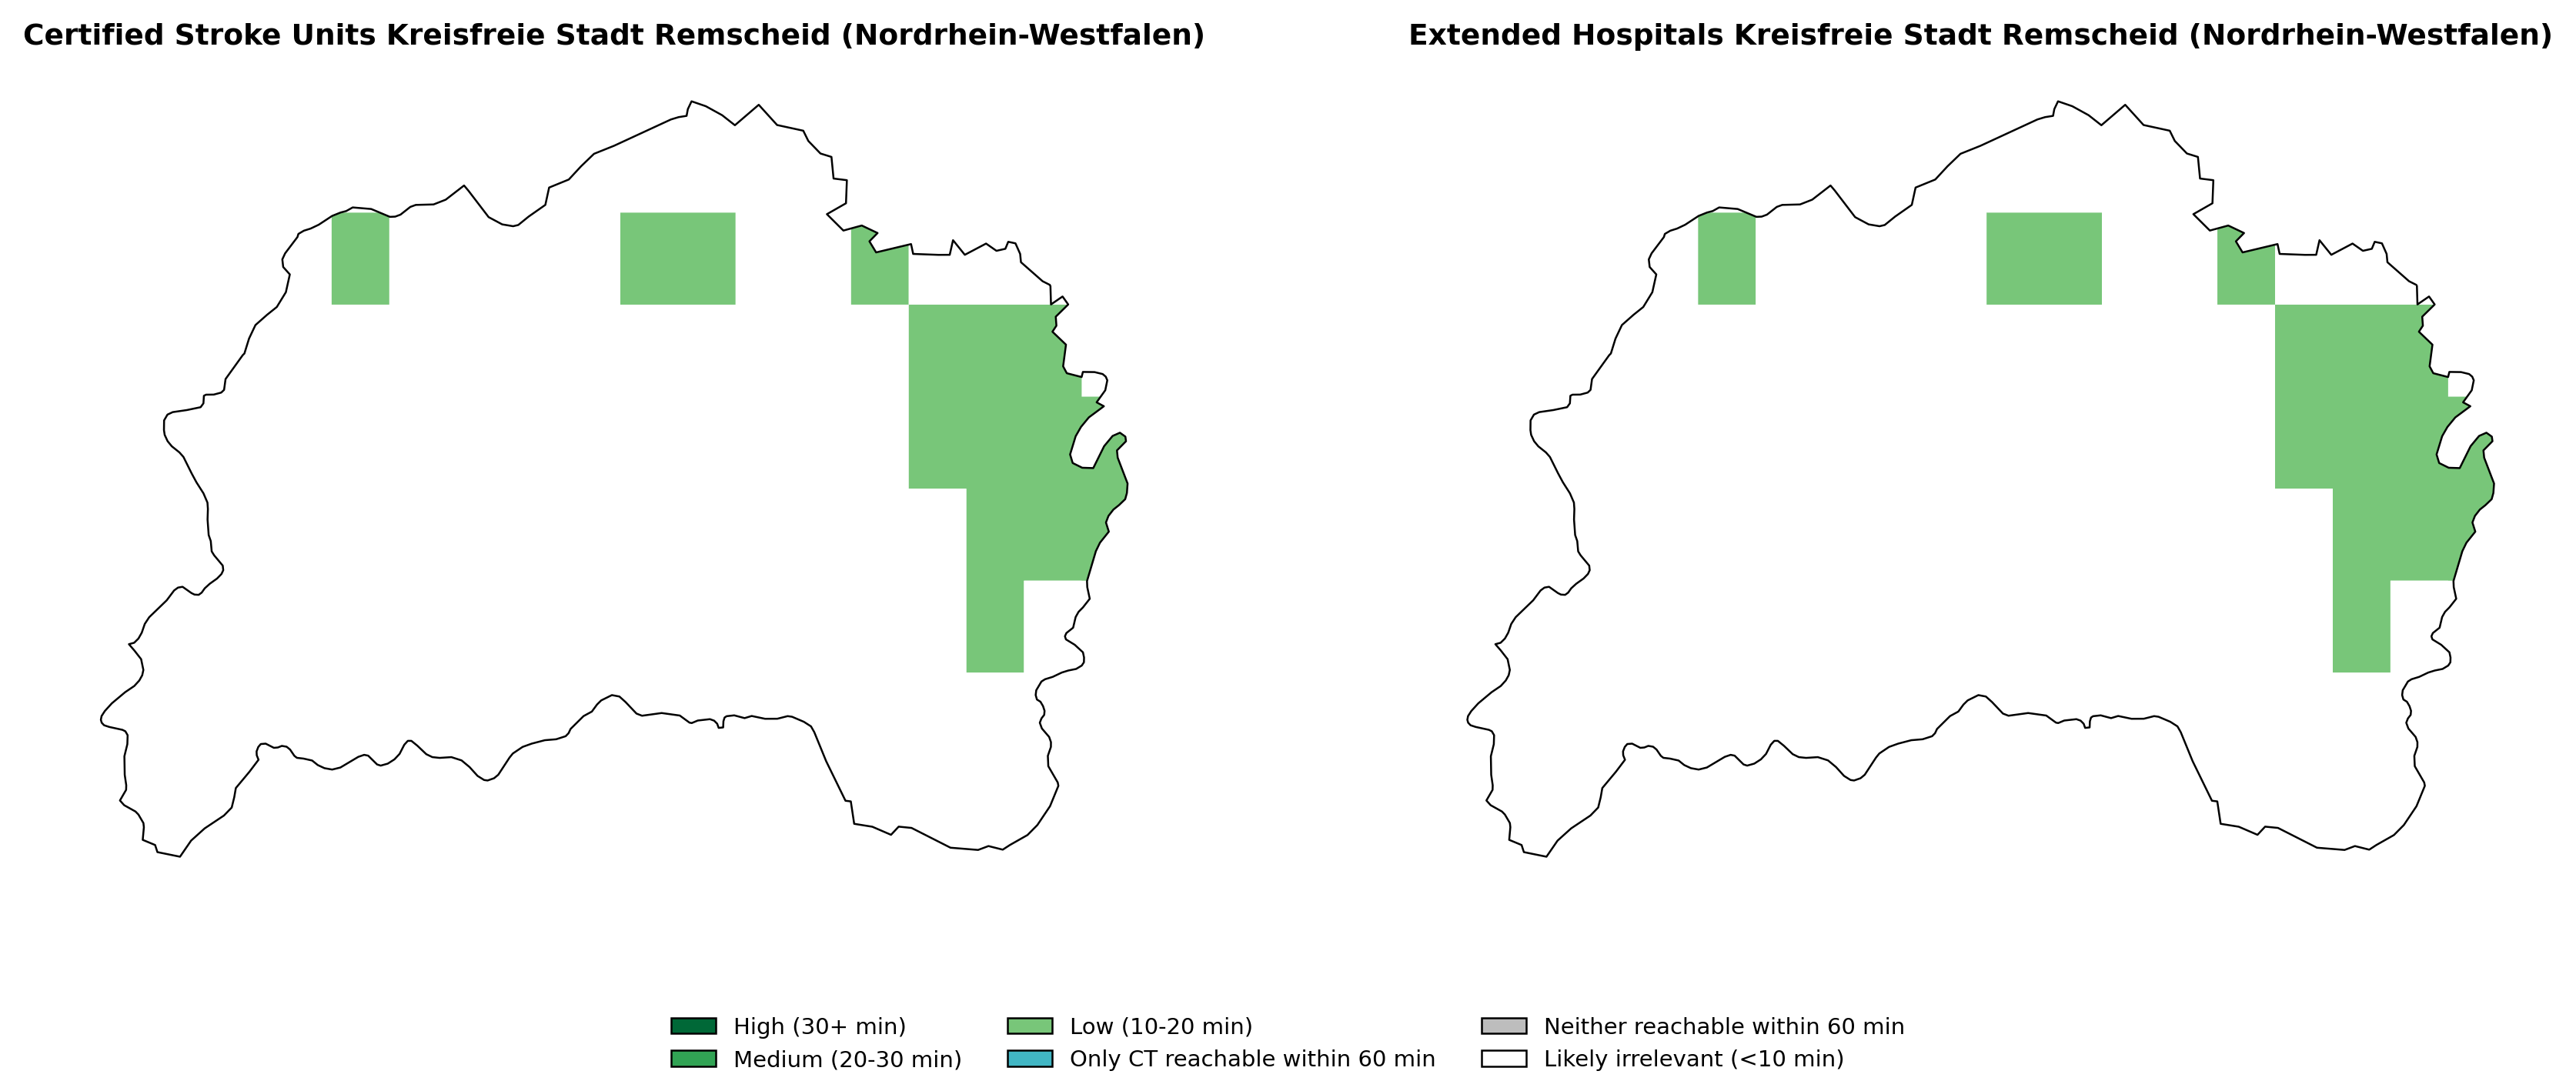 Certified Stroke Units Kreisfreie Stadt Remscheid (Nordrhein-Westfalen)
Extended Hospitals Kreisfreie Stadt Remscheid (Nordrhein-Westfalen)
High (30+ min)
Medium (20-30 min)
Low (10-20 min)
Only CT reachable within 60 min
Neither reachable within 60 min
Likely irrelevant (<10 min)